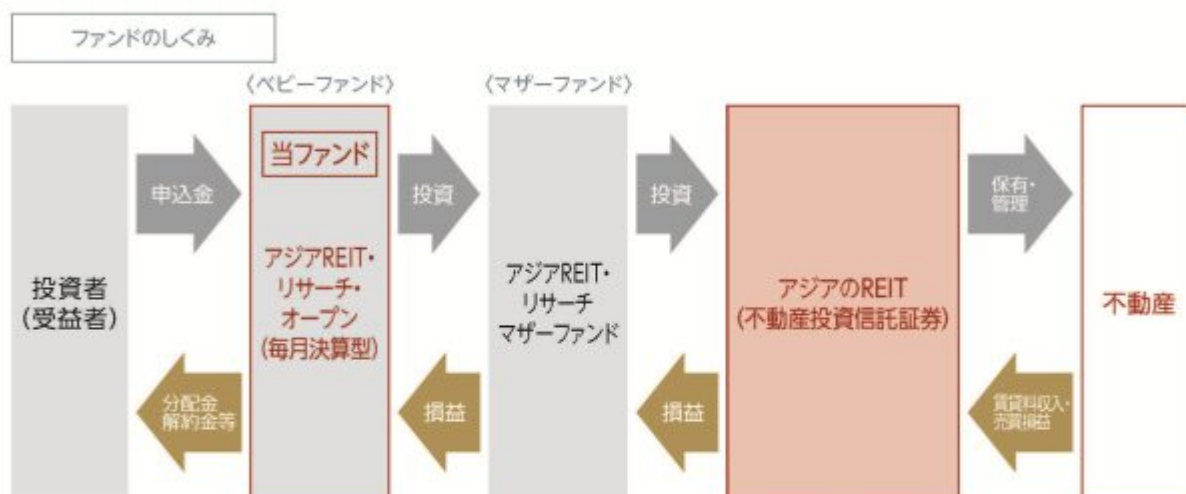 ファンドのしくみ
〈ベビーファンド〉
〈マザーファンド〉
投資者
(受益者)
申込金
分配金
解約金等
当ファンド
アジアREIT・
リサーチ・
オープン
(毎月決算型)
投資
損益
アジアREIT・
リサーチ
マザーファンド
投資
損益
アジアのREIT
(不動産投資信託証券)
保有・
管理
賃貸料収入・
売買損益
不動産